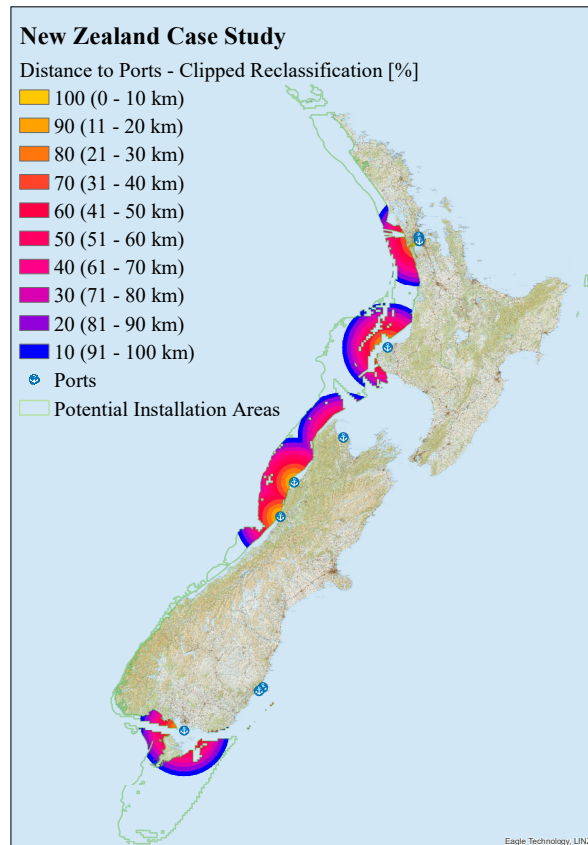 New Zealand Case Study
Distance to Ports - Clipped Reclassification [%]
100 (0 - 10 km)
90 (11 - 20 km)
80 (21 - 30 km)
70 (31 - 40 km)
60 (41 - 50 km)
50 (51 - 60 km)
40 (61 - 70 km)
30 (71 - 80 km)
20 (81 - 90 km)
10 (91 - 100 km)
Ports
Potential Installation Areas
Eagle Technology, LINZ